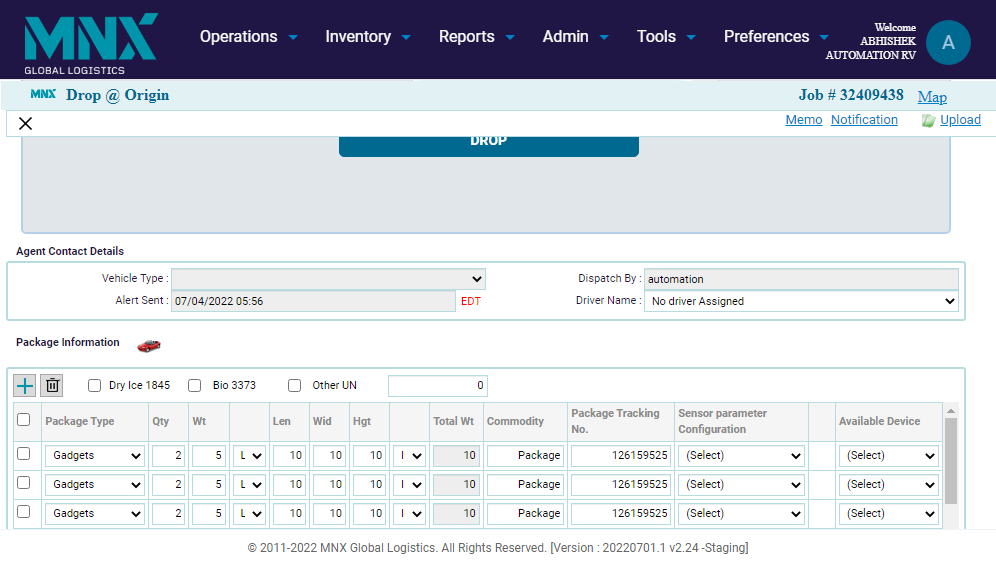 MNX
GLOBAL LOGISTICS
Operations Inventory Reports Admin Tools Preferences
Welcome
ABHISHEK
AUTOMATION RV
A
MNX Drop @ Origin Job # 32409438 Map
Memo Notification Upload
DROP
Agent Contact Details
Vehicle Type : Dispatch By : automation
Alert Sent : 07/04/2022 05:56 EDT Driver Name : No driver Assigned
Package Information
Dry Ice 1845 Bio 3373 Other UN 0
Package Type Qty Wt Len Wid Hgt Total Wt Commodity Package Tracking No. Sensor parameter Configuration Available Device
Gadgets 2 5 L 10 10 10 I 10 Package 126159525 (Select) (Select)
Gadgets 2 5 L 10 10 10 I 10 Package 126159525 (Select) (Select)
Gadgets 2 5 L 10 10 10 I 10 Package 126159525 (Select) (Select)
© 2011-2022 MNX Global Logistics. All Rights Reserved. [Version : 20220701.1 v2.24 -Staging]